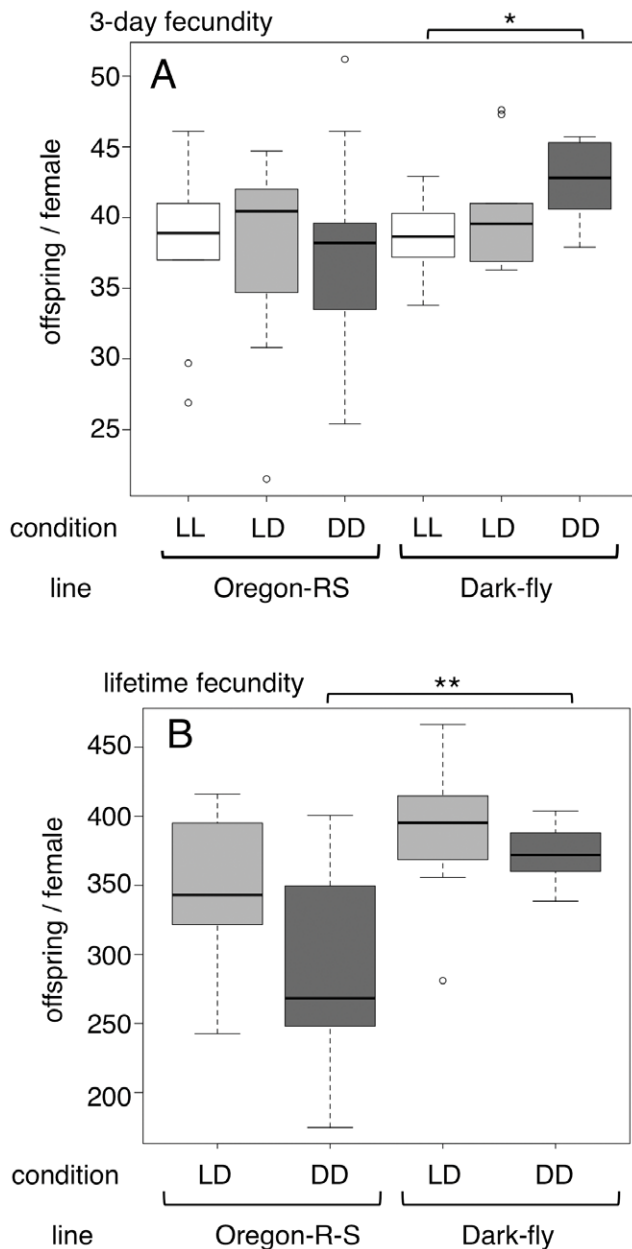 3-day fecundity
*
A
50
45
40
35
30
25
offspring / female
condition LL LD DD LL LD DD
line Oregon-RS Dark-fly
lifetime fecundity
**
B
450
400
350
300
250
200
offspring / female
condition LD DD LD DD
line Oregon-R-S Dark-fly